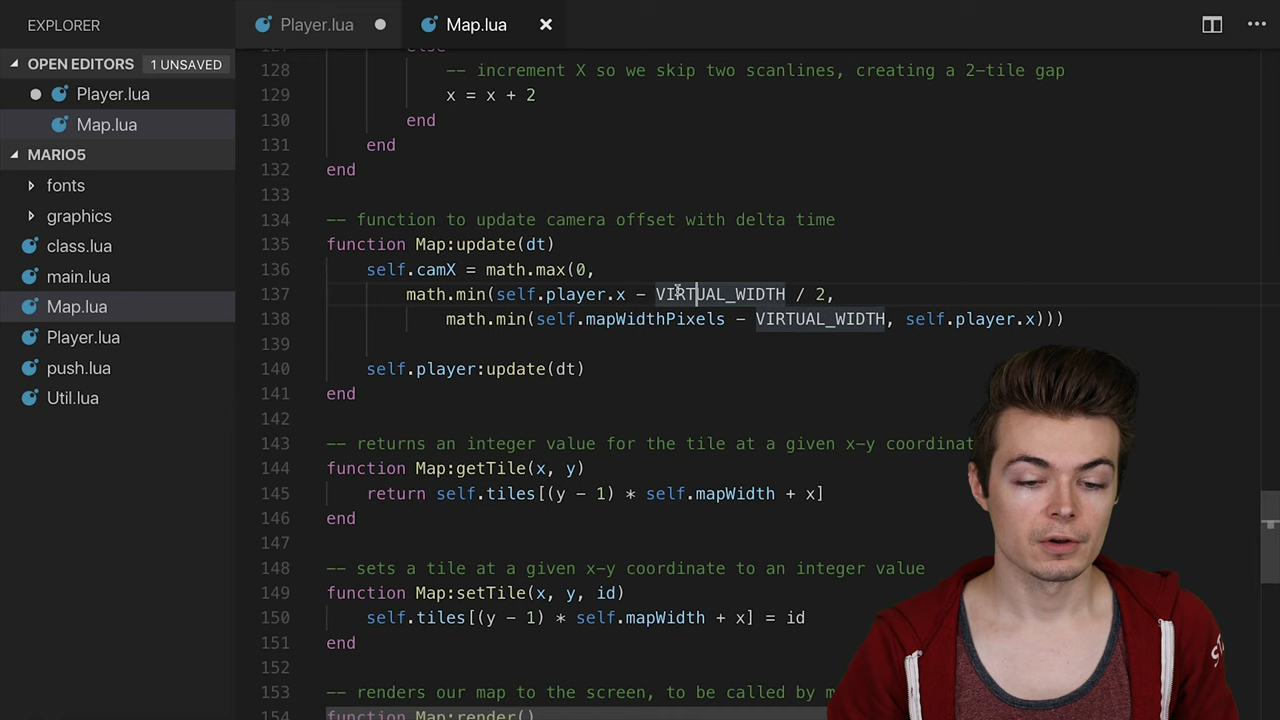 EXPLORER
OPEN EDITORS 1 UNSAVED
Player.lua
Map.lua
MARIO5
fonts
graphics
class.lua
main.lua
Map.lua
Player.lua
push.lua
Util.lua
Player.lua
Map.lua
127 else
128 -- increment X so we skip two scanlines, creating a 2-tile gap
129 x = x + 2
130 end
131 end
132 end
133
134 -- function to update camera offset with delta time
135 function Map:update(dt)
136 self.camX = math.max(0,
137 math.min(self.player.x - VIRTUAL_WIDTH / 2,
138 math.min(self.mapWidthPixels - VIRTUAL_WIDTH, self.player.x)))
139
140 self.player:update(dt)
141 end
142
143 -- returns an integer value for the tile at a given x-y coordinat
144 function Map:getTile(x, y)
145 return self.tiles[(y - 1) * self.mapWidth + x]
146 end
147
148 -- sets a tile at a given x-y coordinate to an integer value
149 function Map:setTile(x, y, id)
150 self.tiles[(y - 1) * self.mapWidth + x] = id
151 end
152
153 -- renders our map to the screen, to be called by m
154 function Map:render()